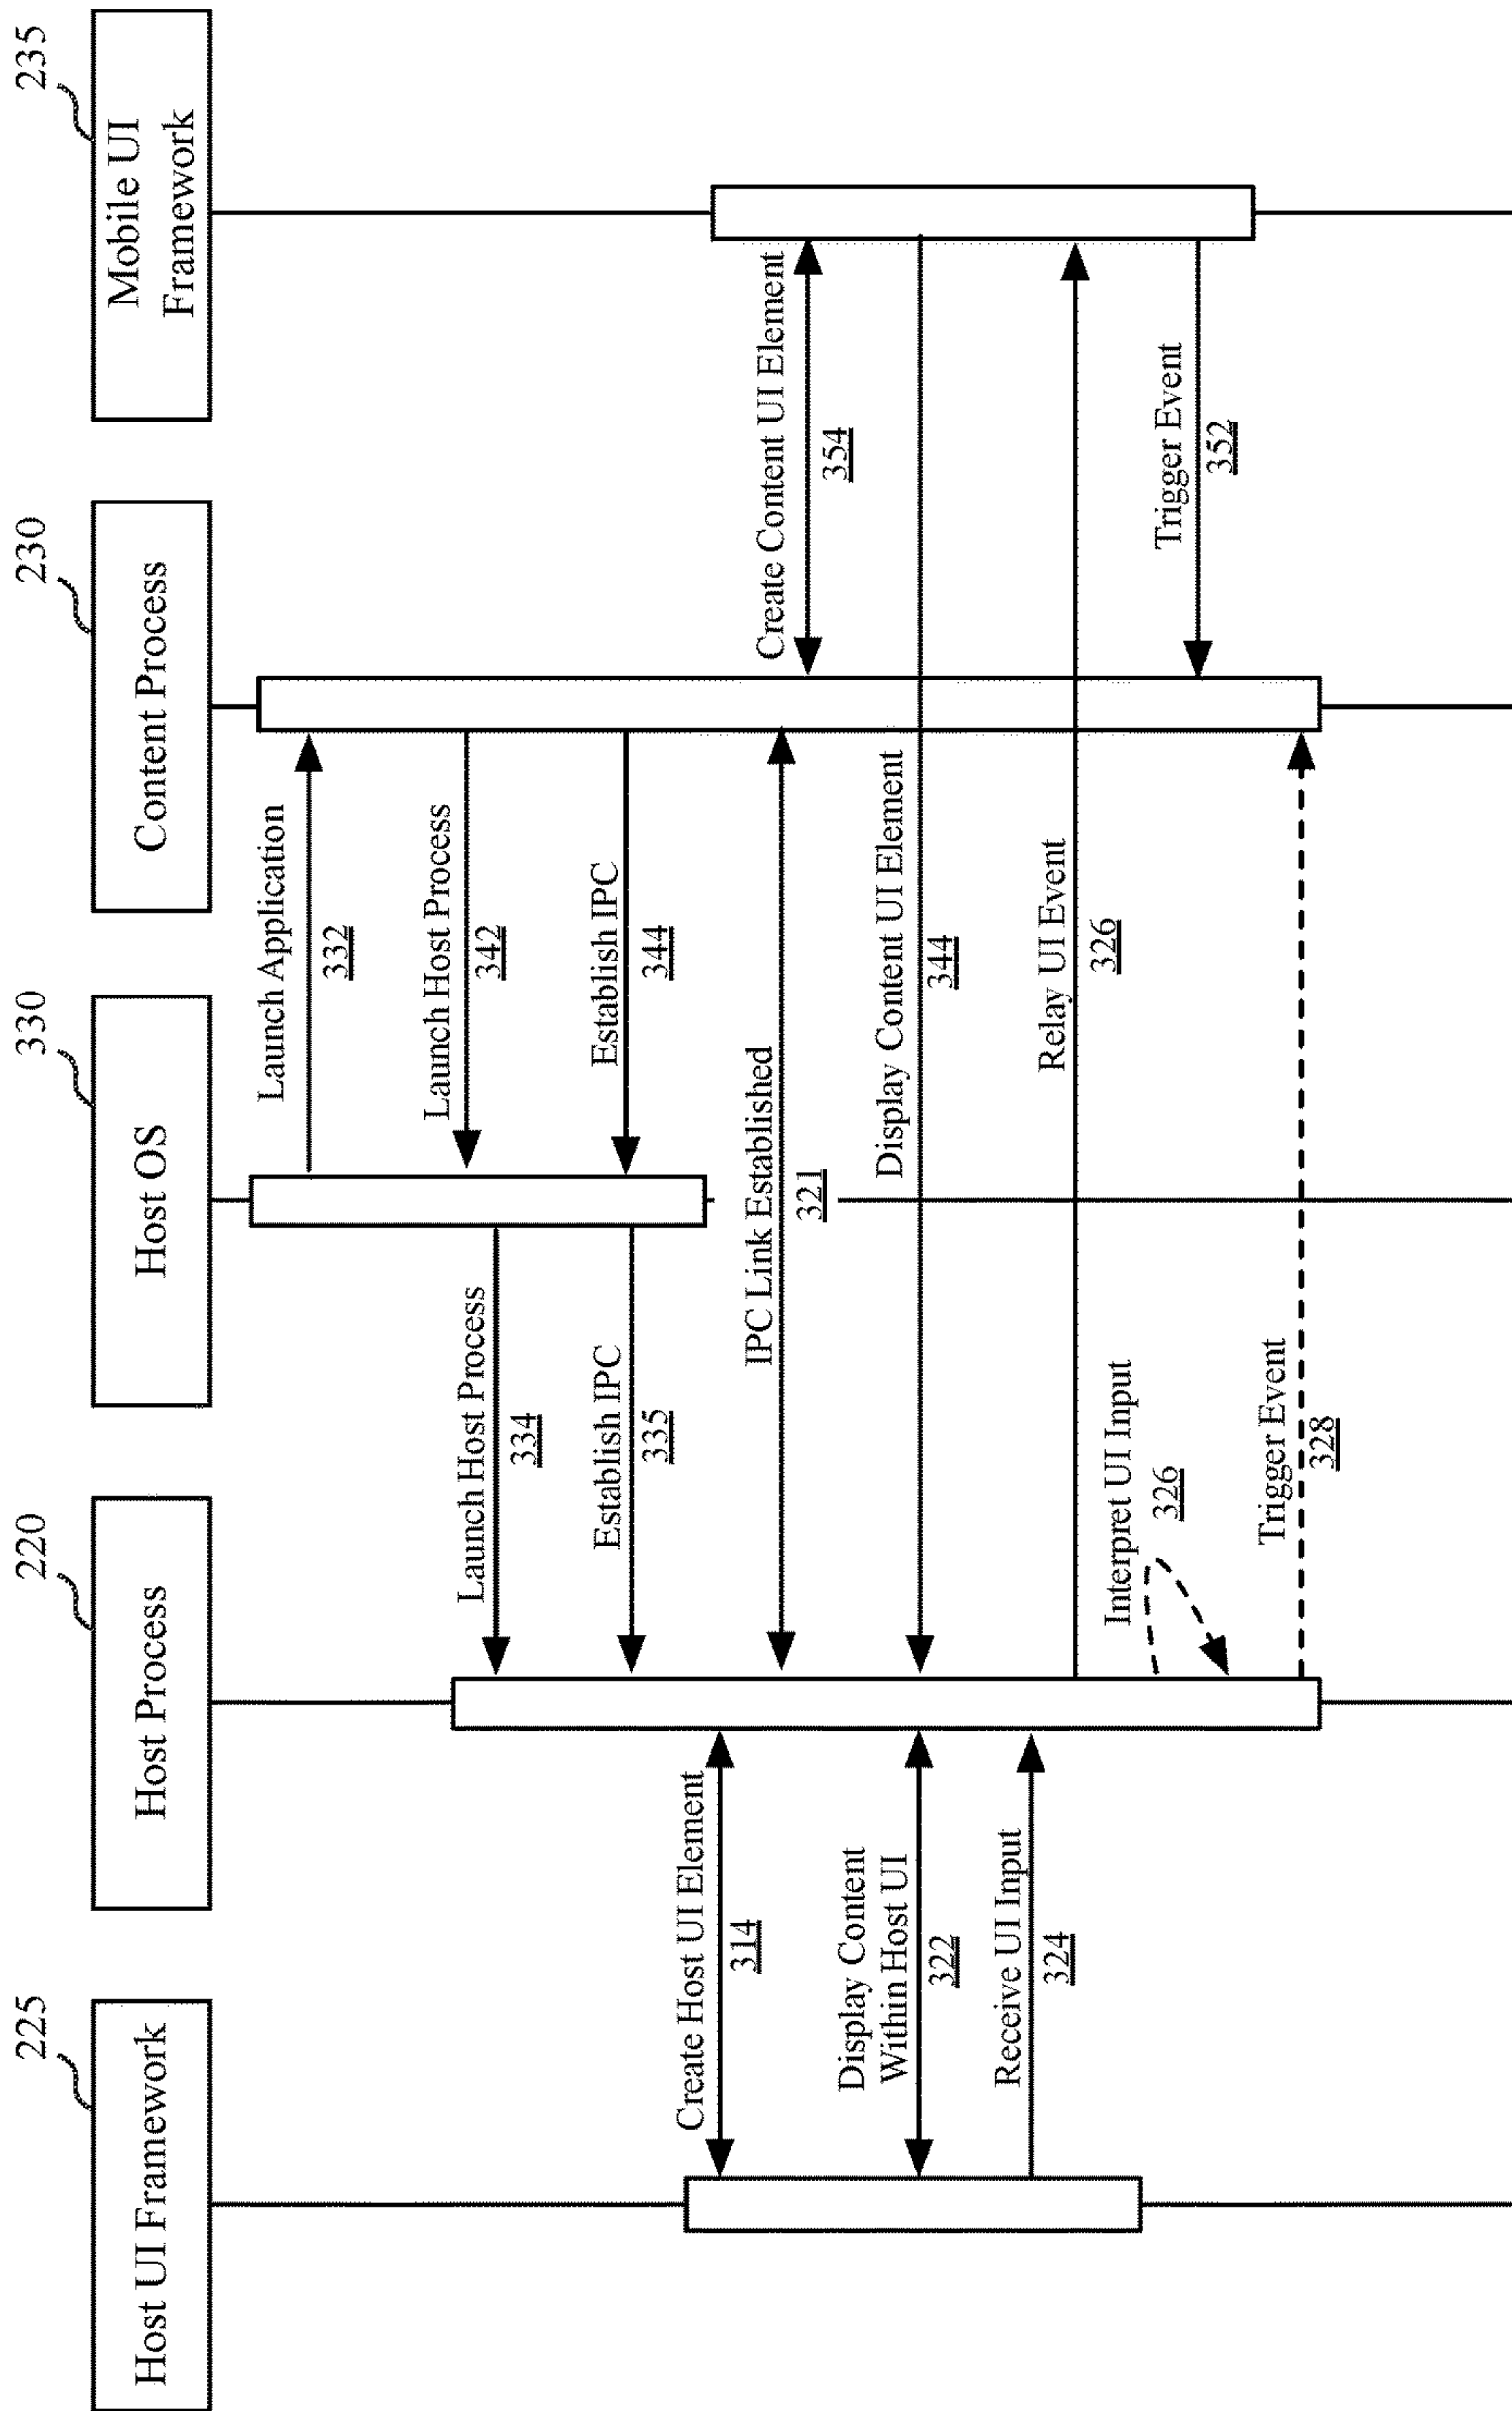 225
Host UI Framework
220
Host Process
330
Host OS
230
Content Process
235
Mobile UI
Framework
Launch Application
332
Launch Host Process
342
Launch Host Process
334
Establish IPC
344
Establish IPC
335
Create Host UI Element
314
IPC Link Established
321
Create Content UI Element
354
Display Content
Within Host UI
322
Display Content UI Element
344
Receive UI Input
324
Relay UI Event
326
Interpret UI Input
326
Trigger Event
352
Trigger Event
328